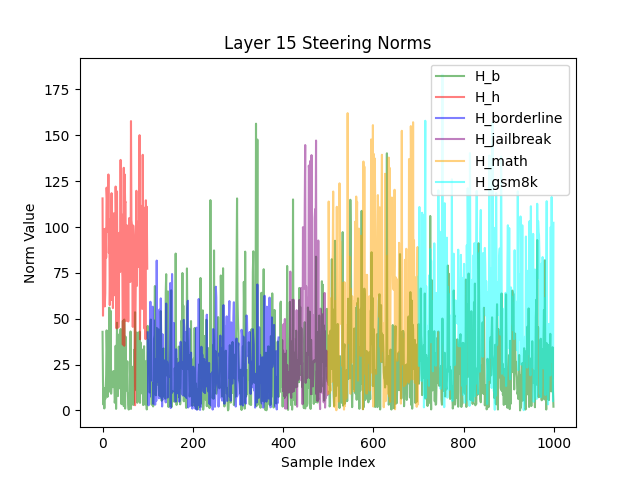 Layer 15 Steering Norms
Norm Value
175
150
125
100
75
50
25
0
H_b
H_h
H_borderline
H_jailbreak
H_math
H_gsm8k
0 200 400 600 800 1000
Sample Index